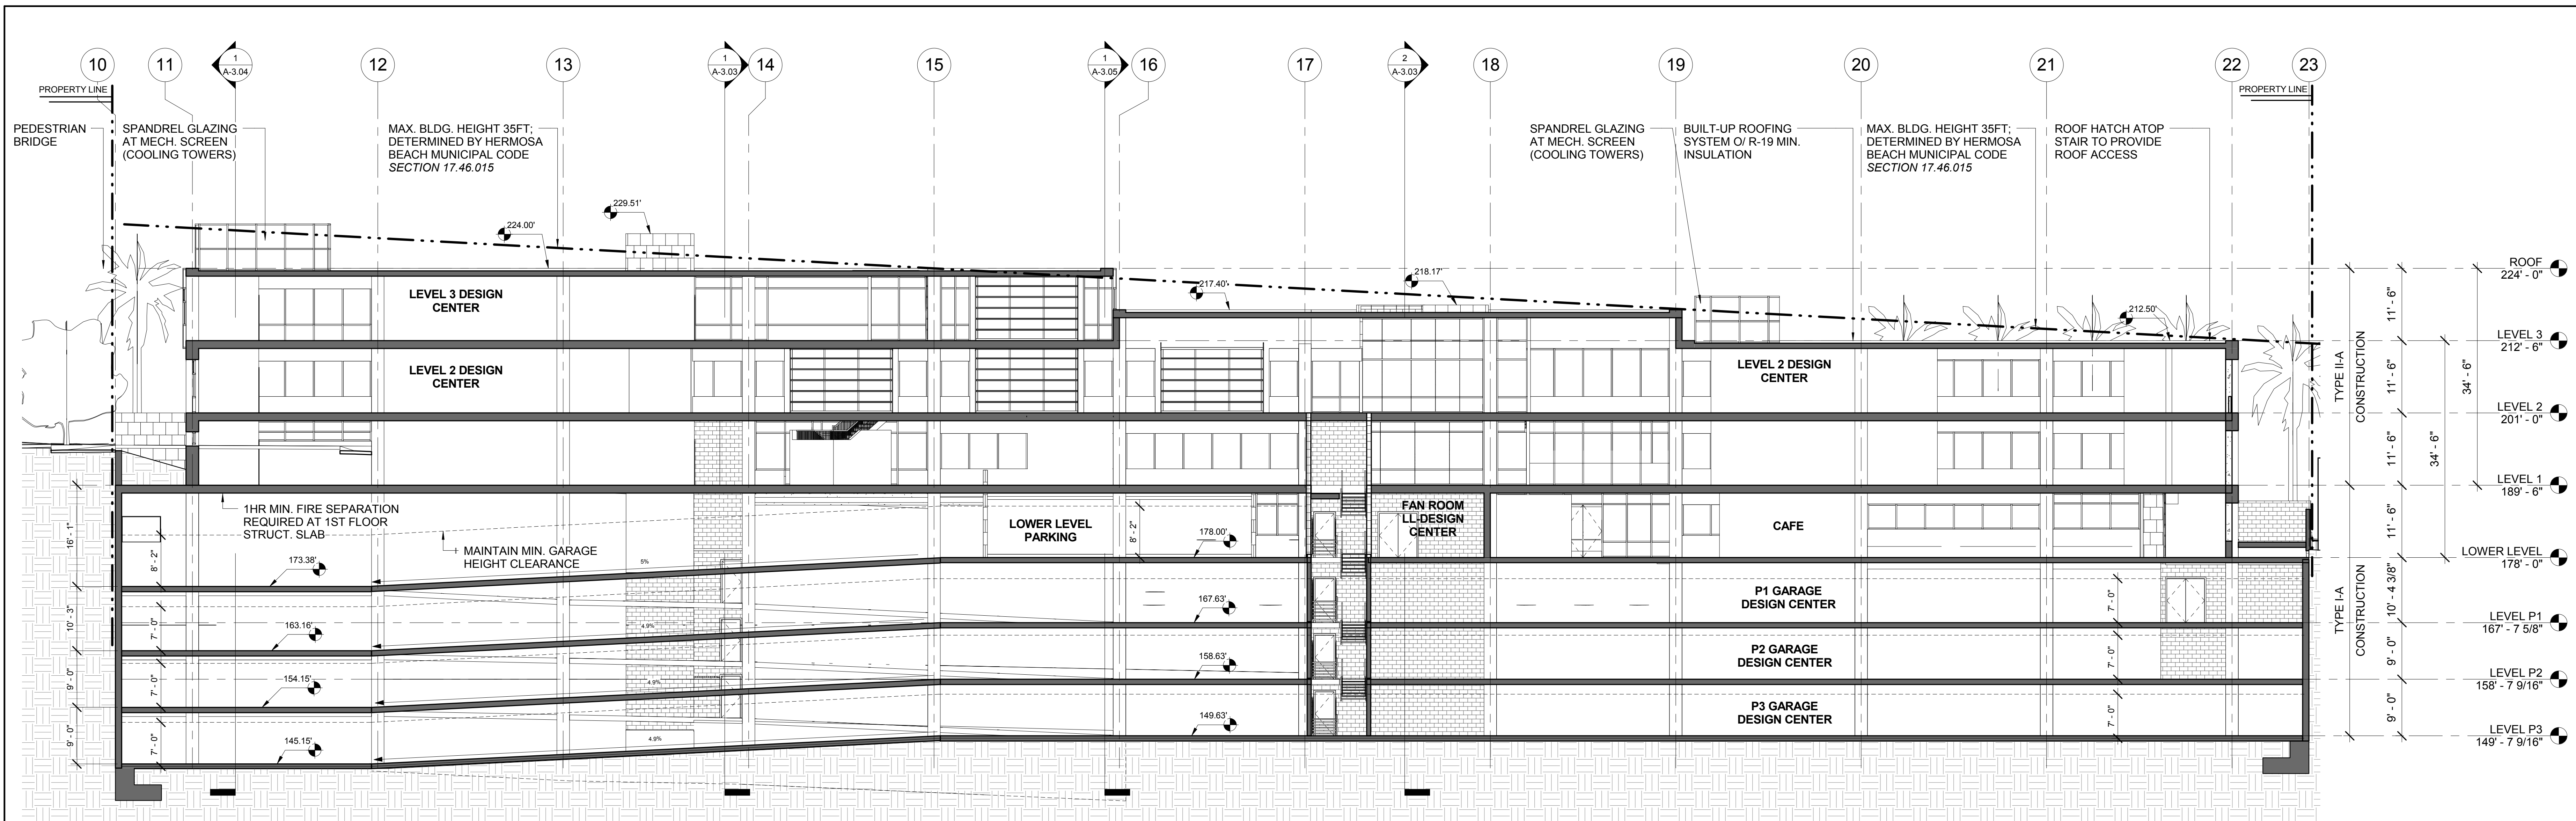 10
11
1
A-3.04
12
13
1
A-3.03
14
15
1
A-3.05
16
17
2
A-3.03
18
19
20
21
22
23
PROPERTY LINE
PROPERTY LINE
PEDESTRIAN
BRIDGE
SPANDREL GLAZING
AT MECH. SCREEN
(COOLING TOWERS)
MAX. BLDG. HEIGHT 35FT;
DETERMINED BY HERMOSA
BEACH MUNICIPAL CODE
SECTION 17.46.015
SPANDREL GLAZING
AT MECH. SCREEN
(COOLING TOWERS)
BUILT-UP ROOFING
SYSTEM O/ R-19 MIN.
INSULATION
MAX. BLDG. HEIGHT 35FT;
DETERMINED BY HERMOSA
BEACH MUNICIPAL CODE
SECTION 17.46.015
ROOF HATCH ATOP
STAIR TO PROVIDE
ROOF ACCESS
229.51'
224.00'
218.17'
217.40'
212.50'
LEVEL 3 DESIGN
CENTER
LEVEL 2 DESIGN
CENTER
LEVEL 2 DESIGN
CENTER
1HR MIN. FIRE SEPARATION
REQUIRED AT 1ST FLOOR
STRUCT. SLAB
MAINTAIN MIN. GARAGE
HEIGHT CLEARANCE
LOWER LEVEL
PARKING
8' - 2"
178.00'
FAN ROOM
LL-DESIGN
CENTER
CAFE
16' - 1"
8' - 2"
173.38'
5%
10' - 3"
7' - 0"
163.16'
4.9%
167.63'
P1 GARAGE
DESIGN CENTER
7' - 0"
9' - 0"
7' - 0"
154.15'
4.9%
158.63'
P2 GARAGE
DESIGN CENTER
7' - 0"
9' - 0"
7' - 0"
145.15'
4.9%
149.63'
P3 GARAGE
DESIGN CENTER
7' - 0"
TYPE II-A
CONSTRUCTION
TYPE I-A
CONSTRUCTION
11' - 6"
11' - 6"
11' - 6"
11' - 6"
10' - 4 3/8"
9' - 0"
9' - 0"
34' - 6"
34' - 6"
ROOF
224' - 0"
LEVEL 3
212' - 6"
LEVEL 2
201' - 0"
LEVEL 1
189' - 6"
LOWER LEVEL
178' - 0"
LEVEL P1
167' - 7 5/8"
LEVEL P2
158' - 7 9/16"
LEVEL P3
149' - 7 9/16"